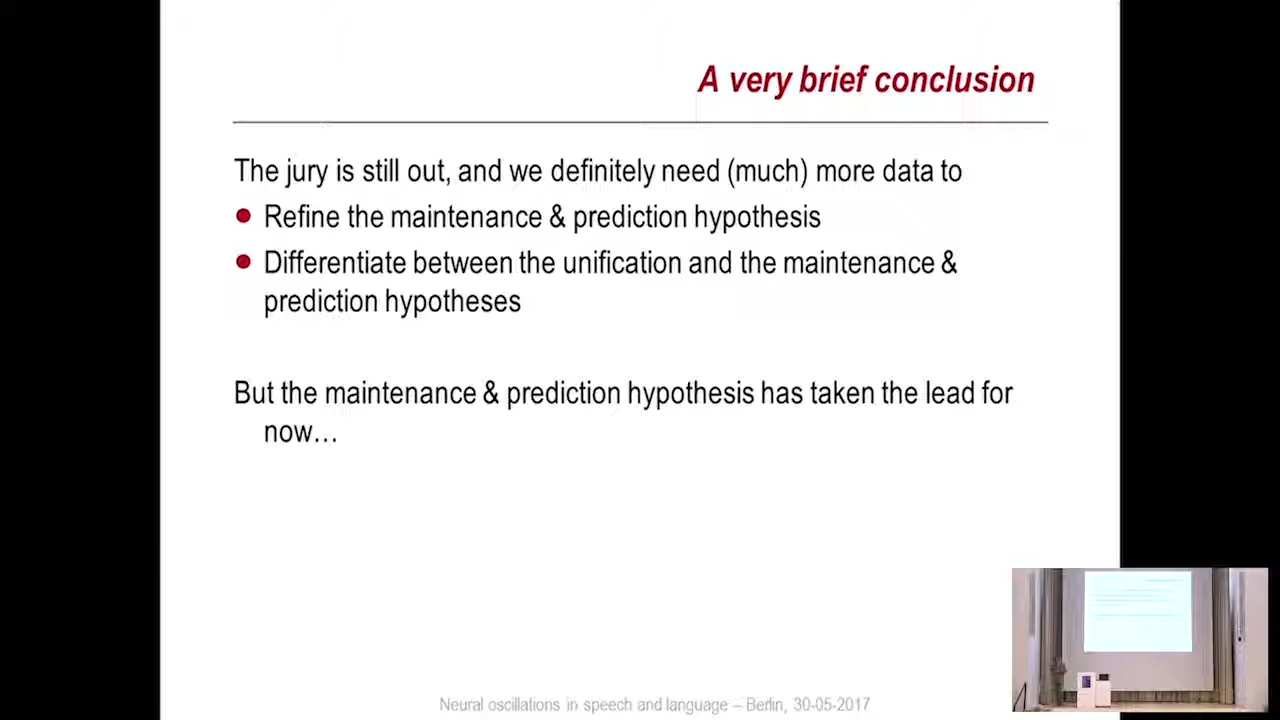 A very brief conclusion
The jury is still out, and we definitely need (much) more data to
● Refine the maintenance & prediction hypothesis
● Differentiate between the unification and the maintenance &
prediction hypotheses
But the maintenance & prediction hypothesis has taken the lead for
now…
Neural oscillations in speech and language – Berlin, 30-05-2017